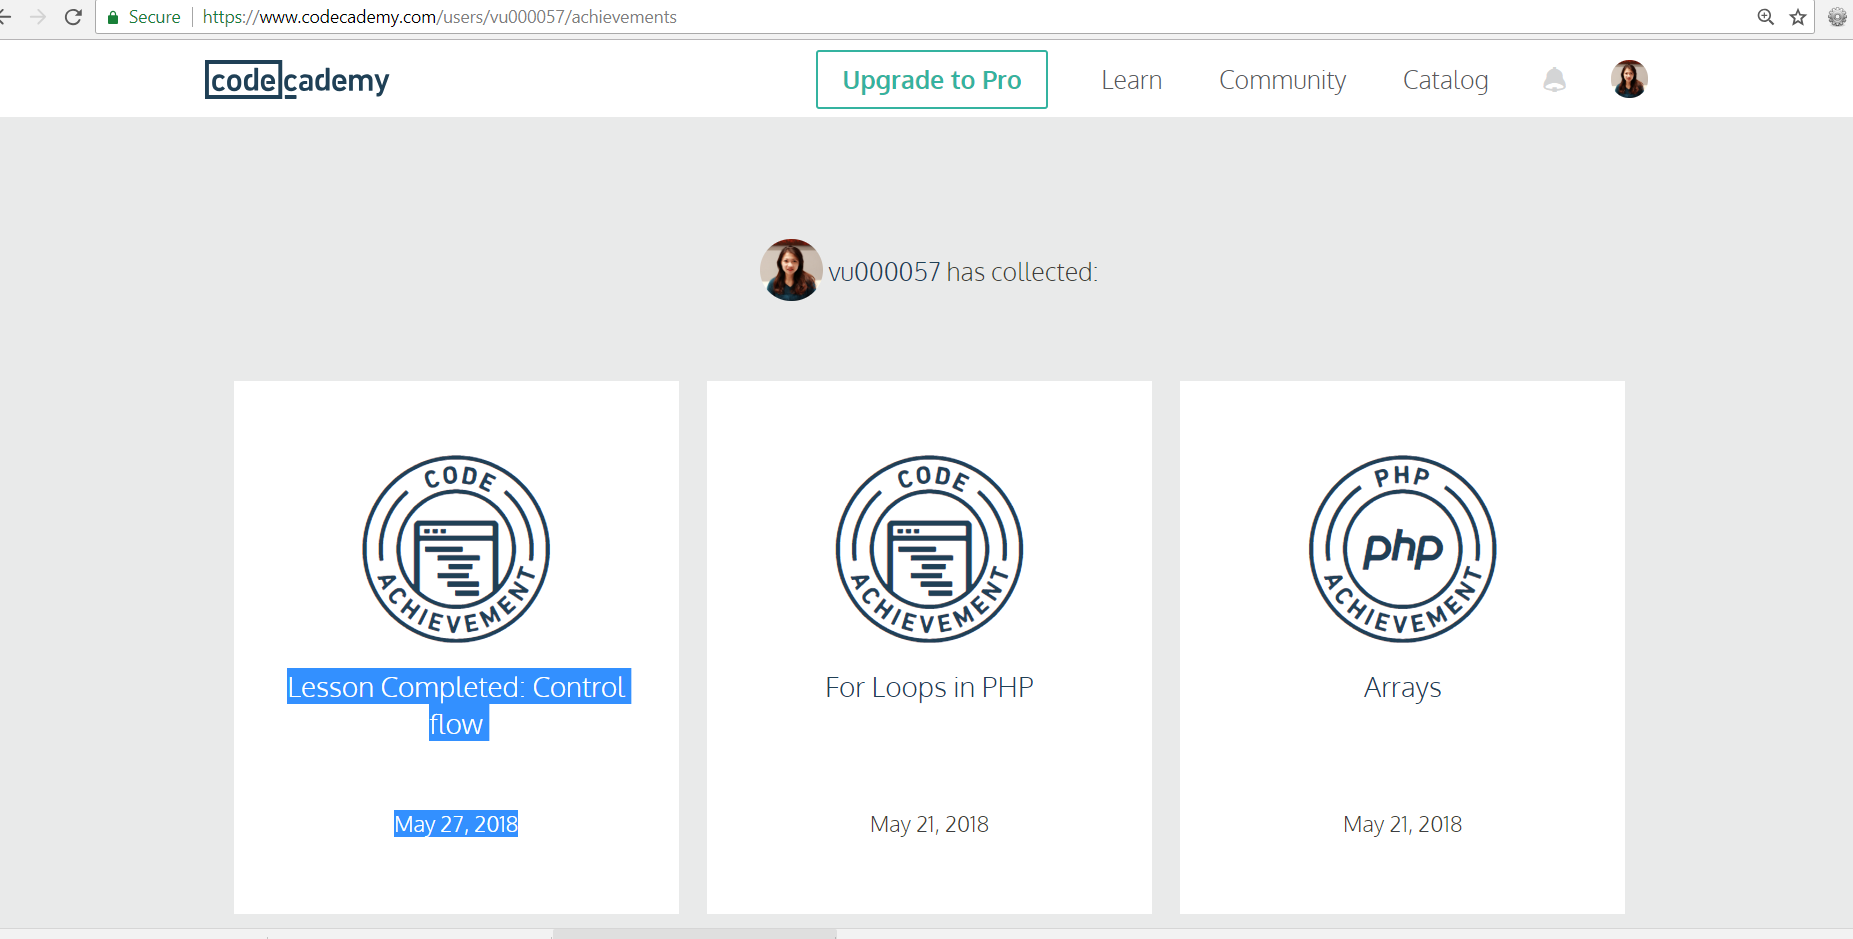 Secure https://www.codecademy.com/users/vu000057/achievements
codecademy Upgrade to Pro Learn Community Catalog
vu000057 has collected:
CODE ACHIEVEMENT
Lesson Completed: Control
flow
May 27, 2018
CODE ACHIEVEMENT
For Loops in PHP
May 21, 2018
PHP ACHIEVEMENT
php
Arrays
May 21, 2018